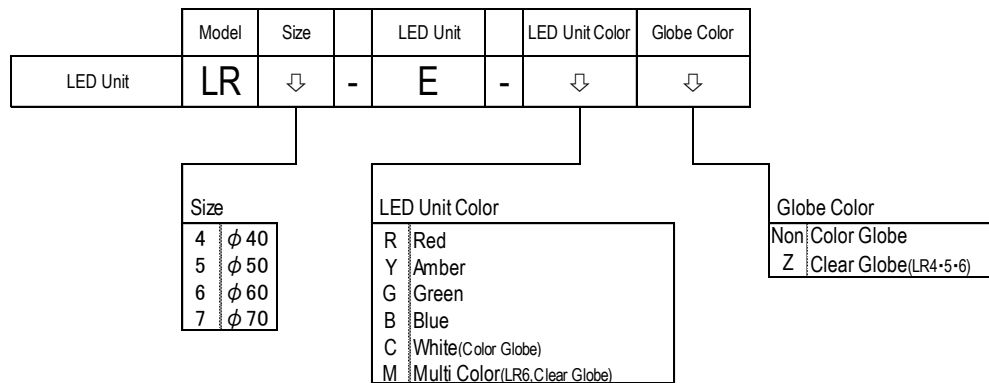 Model Size LED Unit LED Unit Color Globe Color
LED Unit LR ⇩ - E - ⇩ ⇩
Size
4 φ40
5 φ50
6 φ60
7 φ70
LED Unit Color
R Red
Y Amber
G Green
B Blue
C White(Color Globe)
M Multi Color(LR6,Clear Globe)
Globe Color
Non Color Globe
Z Clear Globe(LR4・5・6)